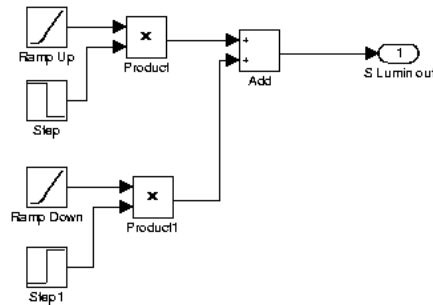 Ramp Up
Product
Step
+
+
Add
1
S Lumin out
Ramp Down
Product1
Step1